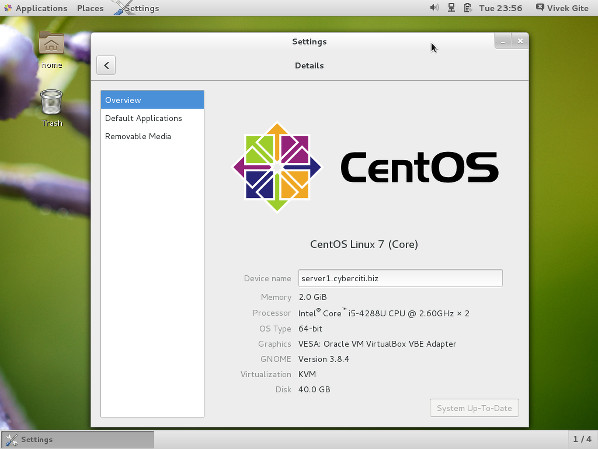 Applications Places Settings Tue 23:56 Vivek Gite
Settings
Details
home
Trash
Overview
Default Applications
Removable Media
CentOS
CentOS Linux 7 (Core)
Device name server1.cyberciti.biz
Memory 2.0 GiB
Processor Intel® Core™ i5-4288U CPU @ 2.60GHz × 2
OS Type 64-bit
Graphics VESA: Oracle VM VirtualBox VBE Adapter
GNOME Version 3.8.4
Virtualization KVM
Disk 40.0 GB
System Up-To-Date
Settings 1 / 4